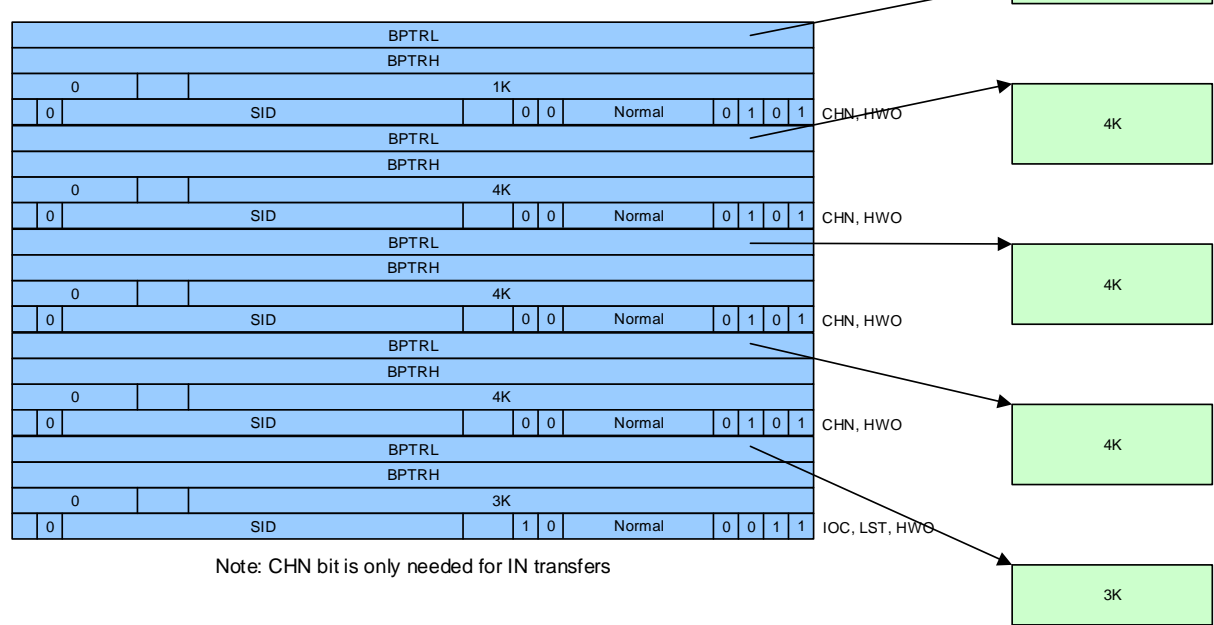 BPTRL
BPTRH
0 1K
0 SID 0 0 Normal 0 1 0 1 CHN, HWO
BPTRL
4K
BPTRH
0 4K
0 SID 0 0 Normal 0 1 0 1 CHN, HWO
BPTRL
BPTRH
4K
0 4K
0 SID 0 0 Normal 0 1 0 1 CHN, HWO
BPTRL
BPTRH
0 4K
0 SID 0 0 Normal 0 1 0 1 CHN, HWO
4K
BPTRL
BPTRH
0 3K
0 SID 1 0 Normal 0 0 1 1 IOC, LST, HWO
Note: CHN bit is only needed for IN transfers
3K